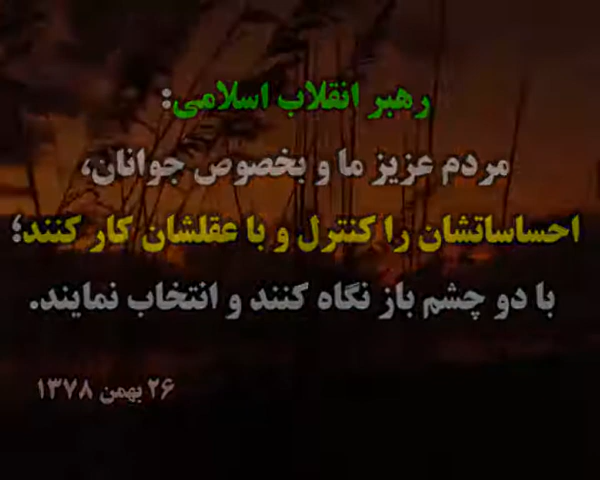 رهبر انقلاب اسلامی:
مردم عزیز ما و بخصوص جوانان،
احساساتشان را کنترل و با عقلشان کار کنند؛
با دو چشم باز نگاه کنند و انتخاب نمایند.
۲۶ بهمن ۱۳۷۸